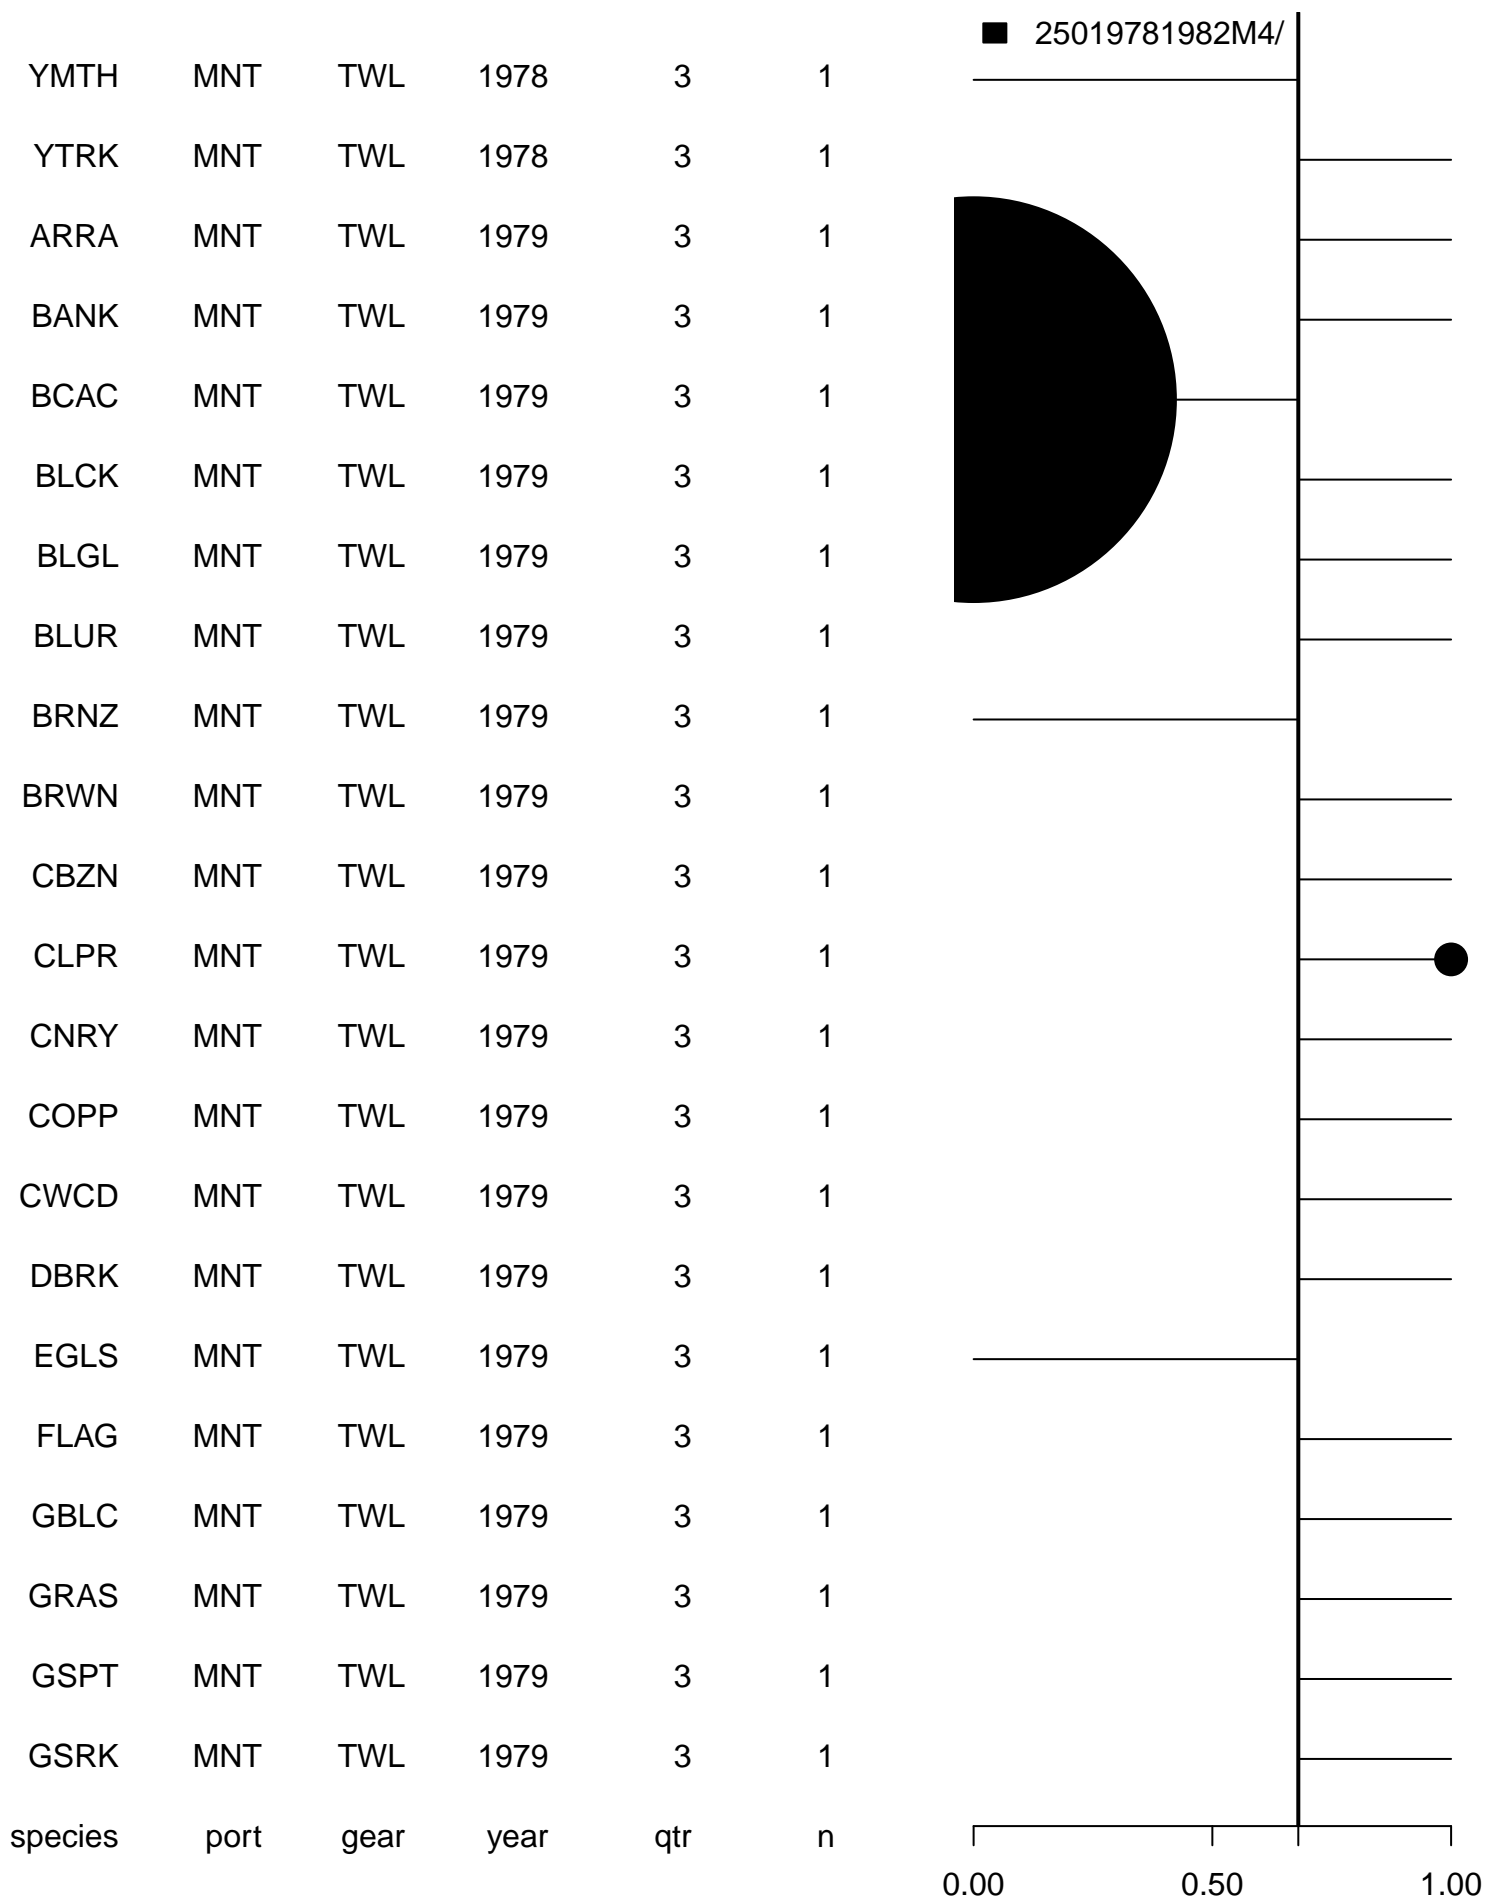 25019781982M4/
YMTH MNT TWL 1978 3 1
YTRK MNT TWL 1978 3 1
ARRA MNT TWL 1979 3 1
BANK MNT TWL 1979 3 1
BCAC MNT TWL 1979 3 1
BLCK MNT TWL 1979 3 1
BLGL MNT TWL 1979 3 1
BLUR MNT TWL 1979 3 1
BRNZ MNT TWL 1979 3 1
BRWN MNT TWL 1979 3 1
CBZN MNT TWL 1979 3 1
CLPR MNT TWL 1979 3 1
CNRY MNT TWL 1979 3 1
COPP MNT TWL 1979 3 1
CWCD MNT TWL 1979 3 1
DBRK MNT TWL 1979 3 1
EGLS MNT TWL 1979 3 1
FLAG MNT TWL 1979 3 1
GBLC MNT TWL 1979 3 1
GRAS MNT TWL 1979 3 1
GSPT MNT TWL 1979 3 1
GSRK MNT TWL 1979 3 1
species port gear year qtr n
0.00 0.50 1.00